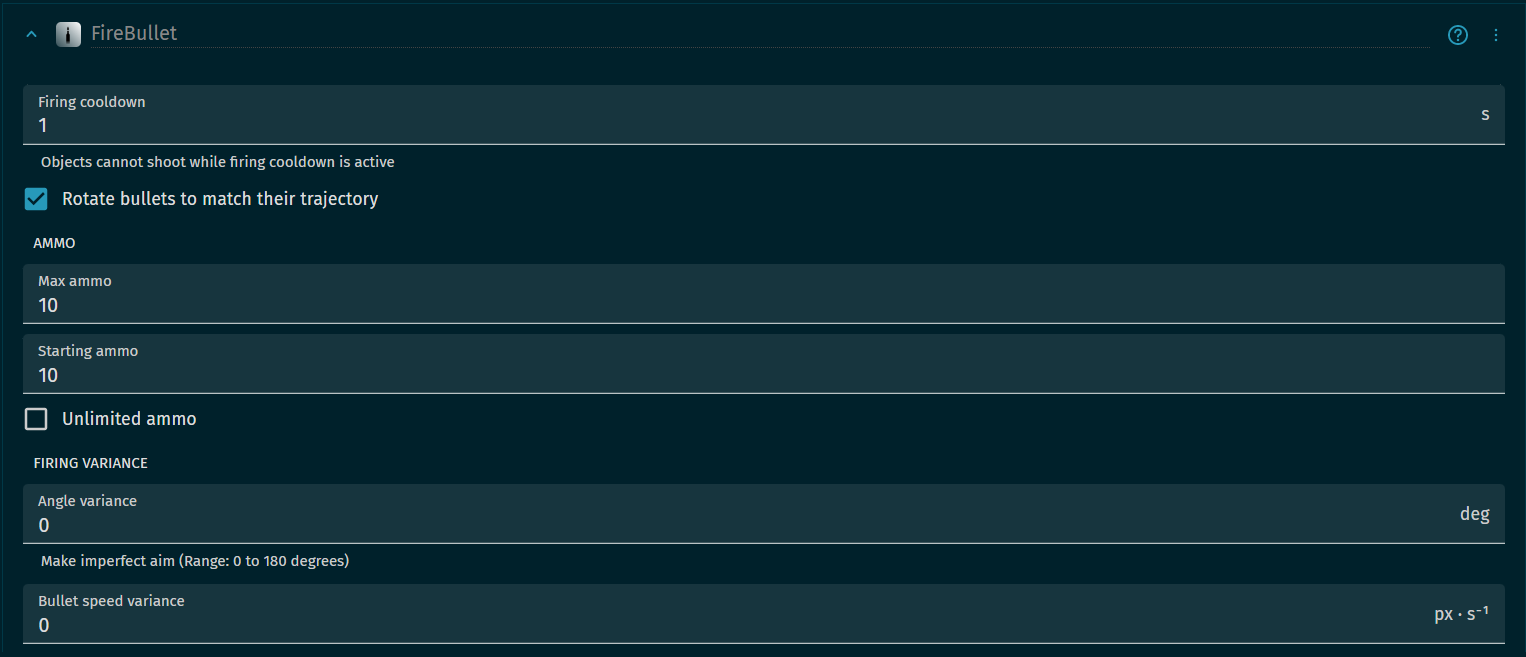 FireBullet
Firing cooldown
1
s
Objects cannot shoot while firing cooldown is active
Rotate bullets to match their trajectory
AMMO
Max ammo
10
Starting ammo
10
Unlimited ammo
FIRING VARIANCE
Angle variance
0
deg
Make imperfect aim (Range: 0 to 180 degrees)
Bullet speed variance
0
px · s⁻¹